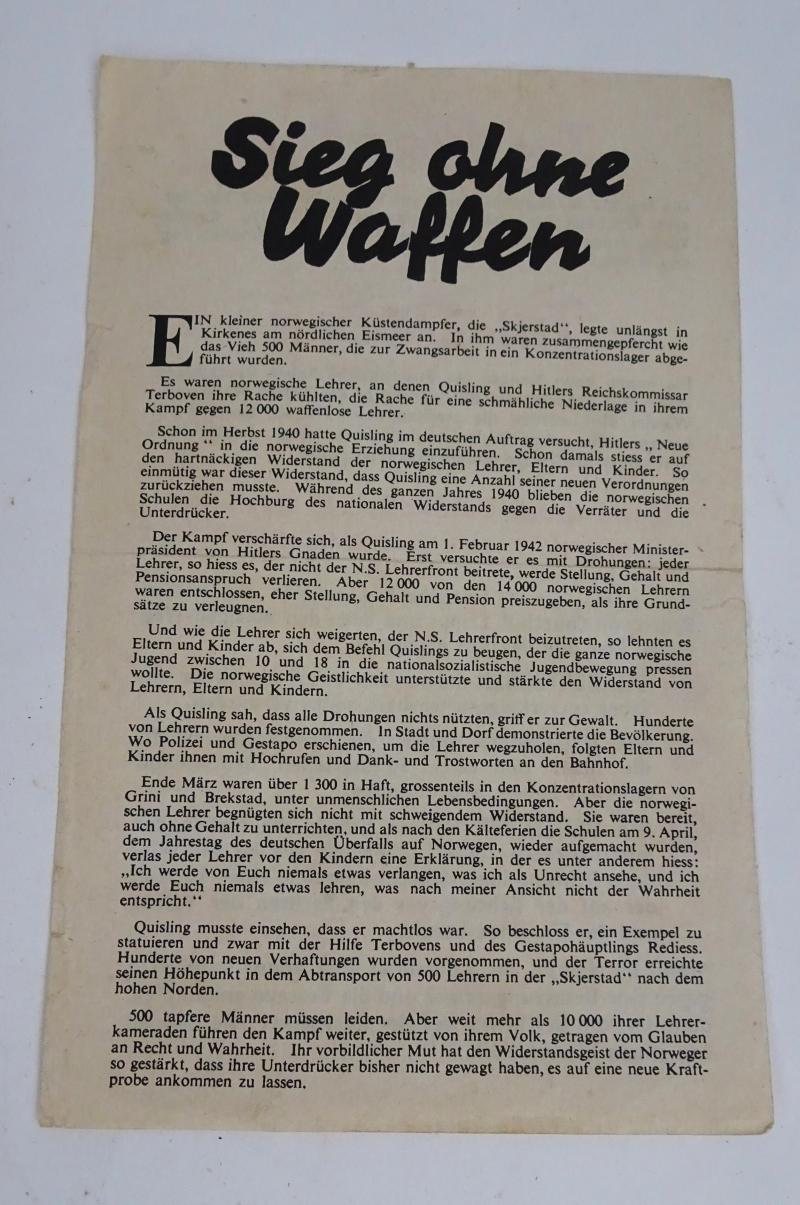 Sieg ohne
Waffen
EIN kleiner norwegischer Küstendampfer, die „Skjerstad“, legte unlängst in
Kirkenes am nördlichen Eismeer an. In ihm waren zusammengepfercht wie
das Vieh 500 Männer, die zur Zwangsarbeit in ein Konzentrationslager abge-
führt wurden.
Es waren norwegische Lehrer, an denen Quisling und Hitlers Reichskommissar
Terboven ihre Rache kühlten, die Rache für eine schmähliche Niederlage in ihrem
Kampf gegen 12 000 waffenlose Lehrer.
Schon im Herbst 1940 hatte Quisling im deutschen Auftrag versucht, Hitlers „ Neue
Ordnung “ in die norwegische Erziehung einzuführen. Schon damals stiess er auf
den hartnäckigen Widerstand der norwegischen Lehrer, Eltern und Kinder. So
einmütig war dieser Widerstand, dass Quisling eine Anzahl seiner neuen Verordnungen
zurückziehen musste. Während des ganzen Jahres 1940 blieben die norwegischen
Schulen die Hochburg des nationalen Widerstands gegen die Verräter und die
Unterdrücker.
Der Kampf verschärfte sich, als Quisling am 1. Februar 1942 norwegischer Minister-
präsident von Hitlers Gnaden wurde. Erst versuchte er es mit Drohungen: jeder
Lehrer, so hiess es, der nicht der N.S. Lehrerfront beitrete, werde Stellung, Gehalt und
Pensionsanspruch verlieren. Aber 12 000 von den 14 000 norwegischen Lehrern
waren entschlossen, eher Stellung, Gehalt und Pension preiszugeben, als ihre Grund-
sätze zu verleugnen.
Und wie die Lehrer sich weigerten, der N.S. Lehrerfront beizutreten, so lehnten es
Eltern und Kinder ab, sich dem Befehl Quislings zu beugen, der die ganze norwegische
Jugend zwischen 10 und 18 in die nationalsozialistische Jugendbewegung pressen
wollte. Die norwegische Geistlichkeit unterstützte und stärkte den Widerstand von
Lehrern, Eltern und Kindern.
Als Quisling sah, dass alle Drohungen nichts nützten, griff er zur Gewalt. Hunderte
von Lehrern wurden festgenommen. In Stadt und Dorf demonstrierte die Bevölkerung.
Wo Polizei und Gestapo erschienen, um die Lehrer wegzuholen, folgten Eltern und
Kinder ihnen mit Hochrufen und Dank- und Trostworten an den Bahnhof.
Ende März waren über 1 300 in Haft, grossenteils in den Konzentrationslagern von
Grini und Brekstad, unter unmenschlichen Lebensbedingungen. Aber die norwegi-
schen Lehrer begnügten sich nicht mit schweigendem Widerstand. Sie waren bereit,
auch ohne Gehalt zu unterrichten, und als nach den Kälteferien die Schulen am 9. April,
dem Jahrestag des deutschen Überfalls auf Norwegen, wieder aufgemacht wurden,
verlas jeder Lehrer vor den Kindern eine Erklärung, in der es unter anderem hiess:
„Ich werde von Euch niemals etwas verlangen, was ich als Unrecht ansehe, und ich
werde Euch niemals etwas lehren, was nach meiner Ansicht nicht der Wahrheit
entspricht.“
Quisling musste einsehen, dass er machtlos war. So beschloss er, ein Exempel zu
statuieren und zwar mit der Hilfe Terbovens und des Gestapohäuptlings Rediess.
Hunderte von neuen Verhaftungen wurden vorgenommen, und der Terror erreichte
seinen Höhepunkt in dem Abtransport von 500 Lehrern in der „Skjerstad“ nach dem
hohen Norden.
500 tapfere Männer müssen leiden. Aber weit mehr als 10 000 ihrer Lehrer-
kameraden führen den Kampf weiter, gestützt von ihrem Volk, getragen vom Glauben
an Recht und Wahrheit. Ihr vorbildlicher Mut hat den Widerstandsgeist der Norweger
so gestärkt, dass ihre Unterdrücker bisher nicht gewagt haben, es auf eine neue Kraft-
probe ankommen zu lassen.